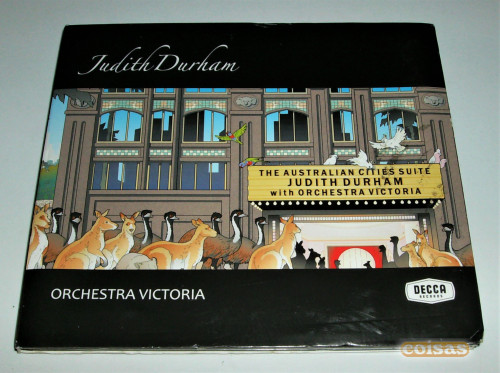 Judith Durham
THE AUSTRALIAN CITIES SUITE
JUDITH DURHAM
with ORCHESTRA VICTORIA
ORCHESTRA VICTORIA
DECCA
RECORDS
coisas